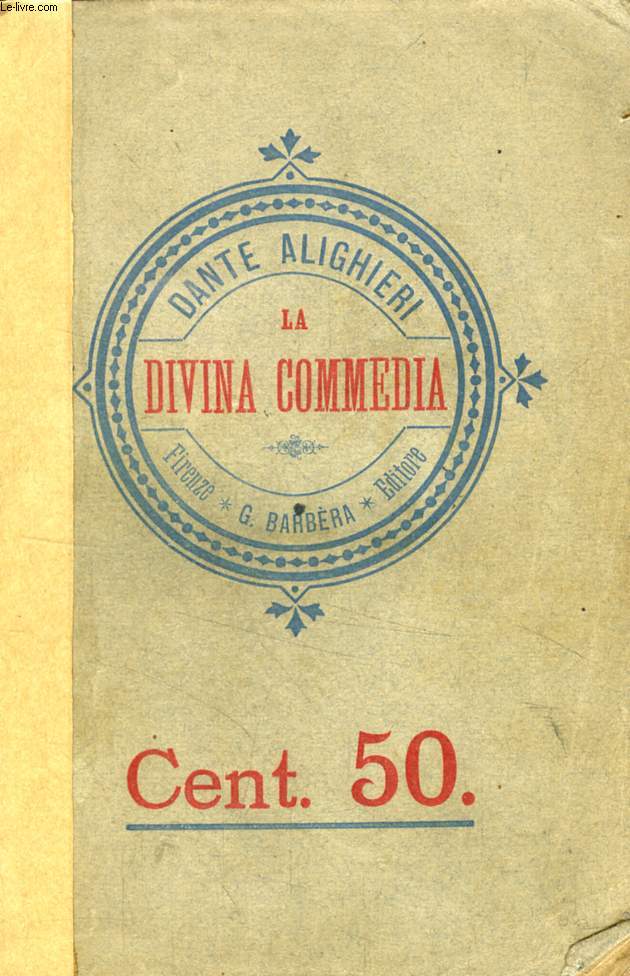 Le-livre.com
DANTE ALIGHIERI
LA
DIVINA COMMEDIA
Firenze * G. BARBÈRA * Editore
Cent. 50.